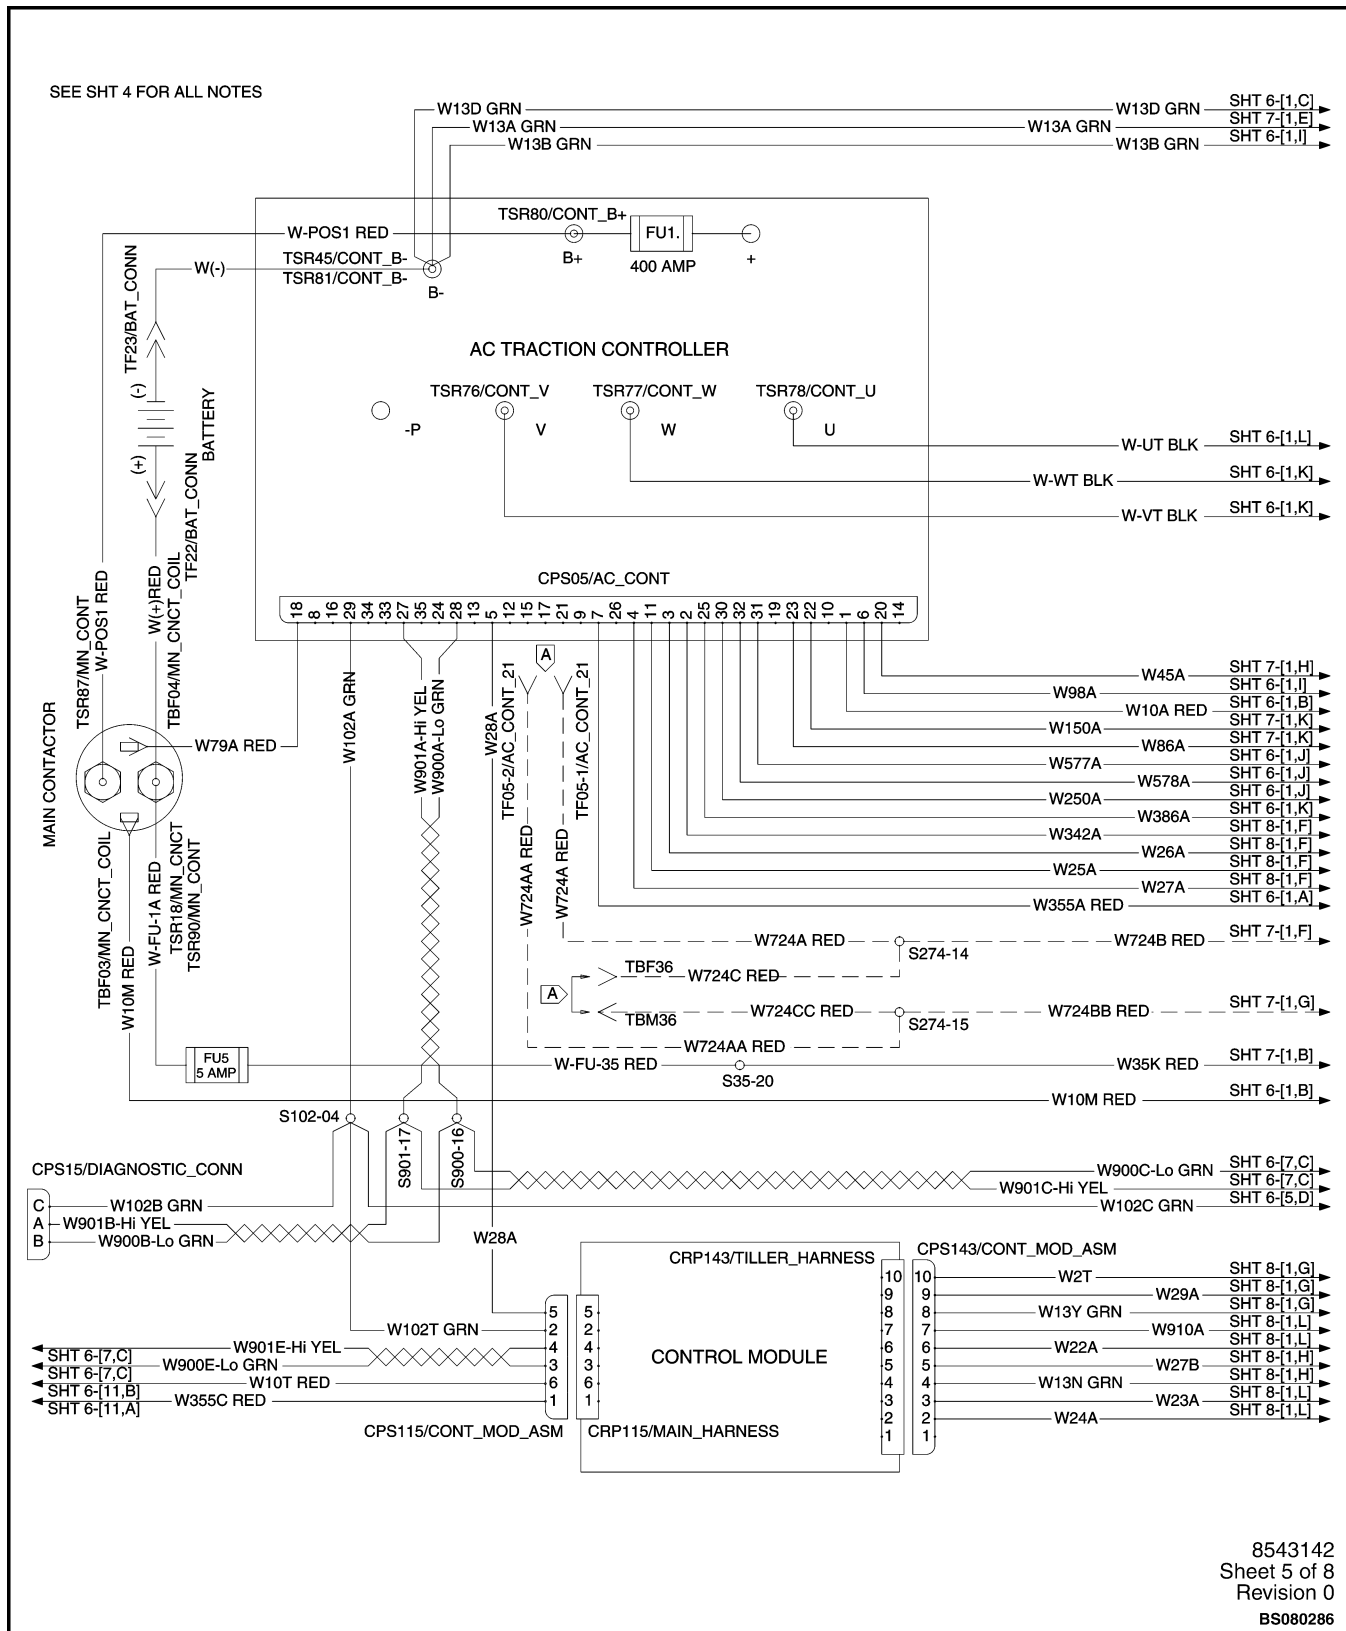 SEE SHT 4 FOR ALL NOTES
W13D GRN
W13D GRN
SHT 6-[1,C]
W13A GRN
W13A GRN
SHT 7-[1,E]
W13B GRN
W13B GRN
SHT 6-[1,I]
TSR80/CONT_B+
W-POS1 RED
FU1.
B+
400 AMP
+
TSR45/CONT_B-
W(-)
TSR81/CONT_B-
B-
TF23/BAT_CONN
AC TRACTION CONTROLLER
(-)
BATTERY
(+)
TSR76/CONT_V
TSR77/CONT_W
TSR78/CONT_U
-P
V
W
U
W-UT BLK
SHT 6-[1,L]
W-WT BLK
SHT 6-[1,K]
W-VT BLK
SHT 6-[1,K]
TF22/BAT_CONN
W(+)RED
TBF04/MN_CNCT_COIL
W-POS1 RED
TSR87/MN_CONT
CPS05/AC_CONT
18 8 16 29 34 33 27 35 24 28 13 5 12 15 17 21 9 7 26 4 11 3 2 25 30 32 31 19 23 22 10 1 6 20 14
A
W45A
SHT 7-[1,H]
W98A
SHT 6-[1,I]
W10A RED
SHT 6-[1,B]
W150A
SHT 7-[1,K]
W86A
SHT 7-[1,K]
W577A
SHT 6-[1,J]
W578A
SHT 6-[1,J]
W250A
SHT 6-[1,J]
W386A
SHT 6-[1,K]
W342A
SHT 8-[1,F]
W26A
SHT 8-[1,F]
W25A
SHT 8-[1,F]
W27A
SHT 8-[1,F]
W355A RED
SHT 6-[1,A]
MAIN CONTACTOR
W79A RED
W102A GRN
W901A-Hi YEL
W900A-Lo GRN
W28A
TF05-2/AC_CONT_21
TF05-1/AC_CONT_21
W724AA RED
W724A RED
TBF03/MN_CNCT_COIL
W10M RED
W-FU-1A RED
TSR18/MN_CNCT
TSR90/MN_CONT
W724A RED
S274-14
W724B RED
SHT 7-[1,F]
TBF36
W724C RED
A
TBM36
W724CC RED
S274-15
W724BB RED
SHT 7-[1,G]
W724AA RED
FU5
5 AMP
W-FU-35 RED
S35-20
W35K RED
SHT 7-[1,B]
W10M RED
SHT 6-[1,B]
S102-04
S901-17
S900-16
CPS15/DIAGNOSTIC_CONN
W900C-Lo GRN
SHT 6-[7,C]
W901C-Hi YEL
SHT 6-[7,C]
W102C GRN
SHT 6-[5,D]
C
W102B GRN
A
W901B-Hi YEL
B
W900B-Lo GRN
W28A
CRP143/TILLER_HARNESS
CPS143/CONT_MOD_ASM
10 10
W2T
SHT 8-[1,G]
9 9
W29A
SHT 8-[1,G]
8 8
W13Y GRN
SHT 8-[1,G]
7 7
W910A
SHT 8-[1,L]
6 6
W22A
SHT 8-[1,L]
5 5
W27B
SHT 8-[1,H]
4 4
W13N GRN
SHT 8-[1,H]
3 3
W23A
SHT 8-[1,L]
2 2
W24A
SHT 8-[1,L]
1 1
5 5
W102T GRN
2 2
W901E-Hi YEL
4 4
SHT 6-[7,C]
W900E-Lo GRN
3 3
SHT 6-[7,C]
W10T RED
6 6
SHT 6-[11,B]
W355C RED
1 1
SHT 6-[11,A]
CONTROL MODULE
CPS115/CONT_MOD_ASM
CRP115/MAIN_HARNESS
8543142
Sheet 5 of 8
Revision 0
BS080286